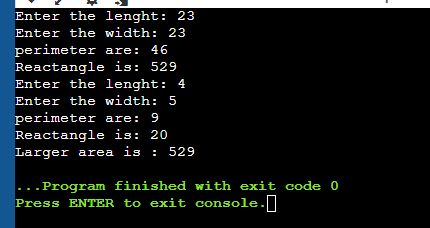 Enter the lenght: 23
Enter the width: 23
perimeter are: 46
Reactangle is: 529
Enter the lenght: 4
Enter the width: 5
perimeter are: 9
Reactangle is: 20
Larger area is : 529
...Program finished with exit code 0
Press ENTER to exit console.